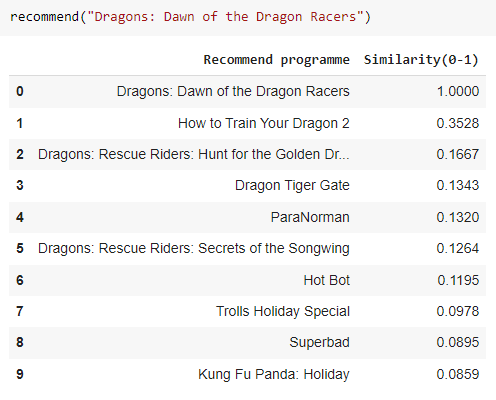 recommend("Dragons: Dawn of the Dragon Racers")
Recommend programme Similarity(0-1)
0 Dragons: Dawn of the Dragon Racers 1.0000
1 How to Train Your Dragon 2 0.3528
2 Dragons: Rescue Riders: Hunt for the Golden Dr... 0.1667
3 Dragon Tiger Gate 0.1343
4 ParaNorman 0.1320
5 Dragons: Rescue Riders: Secrets of the Songwing 0.1264
6 Hot Bot 0.1195
7 Trolls Holiday Special 0.0978
8 Superbad 0.0895
9 Kung Fu Panda: Holiday 0.0859